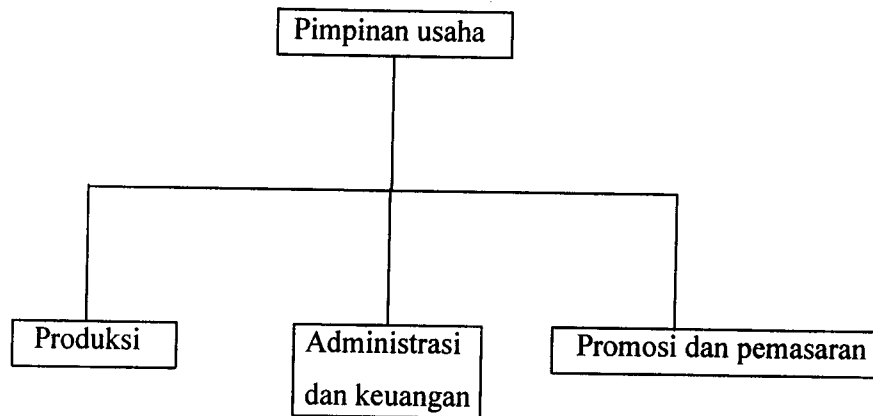 Pimpinan usaha
Produksi
Administrasi
dan keuangan
Promosi dan pemasaran